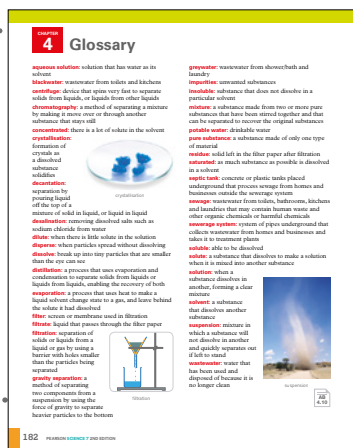 CHAPTER
4 Glossary
aqueous solution: solution that has water as its
solvent
blackwater: wastewater from toilets and kitchens
centrifuge: device that spins very fast to separate
solids from liquids, or liquids from other liquids
chromatography: a method of separating a mixture
by making it move over or through another
substance that stays still
concentrated: there is a lot of solute in the solvent
crystallisation:
formation of
crystals as
a dissolved
substance
solidifies
crystallisation
decantation:
separation by
pouring liquid
off the top of a
mixture of solid in liquid, or liquid in liquid
desalination: removing dissolved salts such as
sodium chloride from water
dilute: when there is little solute in the solution
disperse: when particles spread without dissolving
dissolve: break up into tiny particles that are smaller
than the eye can see
distillation: a process that uses evaporation and
condensation to separate solids from liquids or
liquids from liquids, enabling the recovery of both
evaporation: a process that uses heat to make a
liquid solvent change state to a gas, and leave behind
the solute it had dissolved
filter: screen or membrane used in filtration
filtrate: liquid that passes through the filter paper
filtration: separation of
solids or liquids from a
liquid or gas by using a
barrier with holes smaller
than the particles being
separated
filtration
gravity separation: a
method of separating
two components from a
suspension by using the
force of gravity to separate
heavier particles to the bottom
greywater: wastewater from shower/bath and
laundry
impurities: unwanted substances
insoluble: substance that does not dissolve in a
particular solvent
mixture: a substance made from two or more pure
substances that have been stirred together and that
can be separated to recover the original substances
potable water: drinkable water
pure substance: a substance made of only one type
of material
residue: solid left in the filter paper after filtration
saturated: as much substance as possible is dissolved
in a solvent
septic tank: concrete or plastic tanks placed
underground that process sewage from homes and
businesses outside the sewerage system
sewage: wastewater from toilets, bathrooms, kitchens
and laundries that may contain human waste and
other organic chemicals or harmful chemicals
sewerage system: system of pipes underground that
collects wastewater from homes and businesses and
takes it to treatment plants
soluble: able to be dissolved
solute: a substance that dissolves to make a solution
when it is mixed into another substance
solution: when a
substance dissolves in
another, forming a clear
mixture
solvent: a substance
that dissolves another
substance
suspension: mixture in
which a substance will
not dissolve in another
and quickly separates out
if left to stand
wastewater: water that
has been used and
disposed of because it is
no longer clean
suspension
AB
4.10
182 PEARSON SCIENCE 7 2ND EDITION